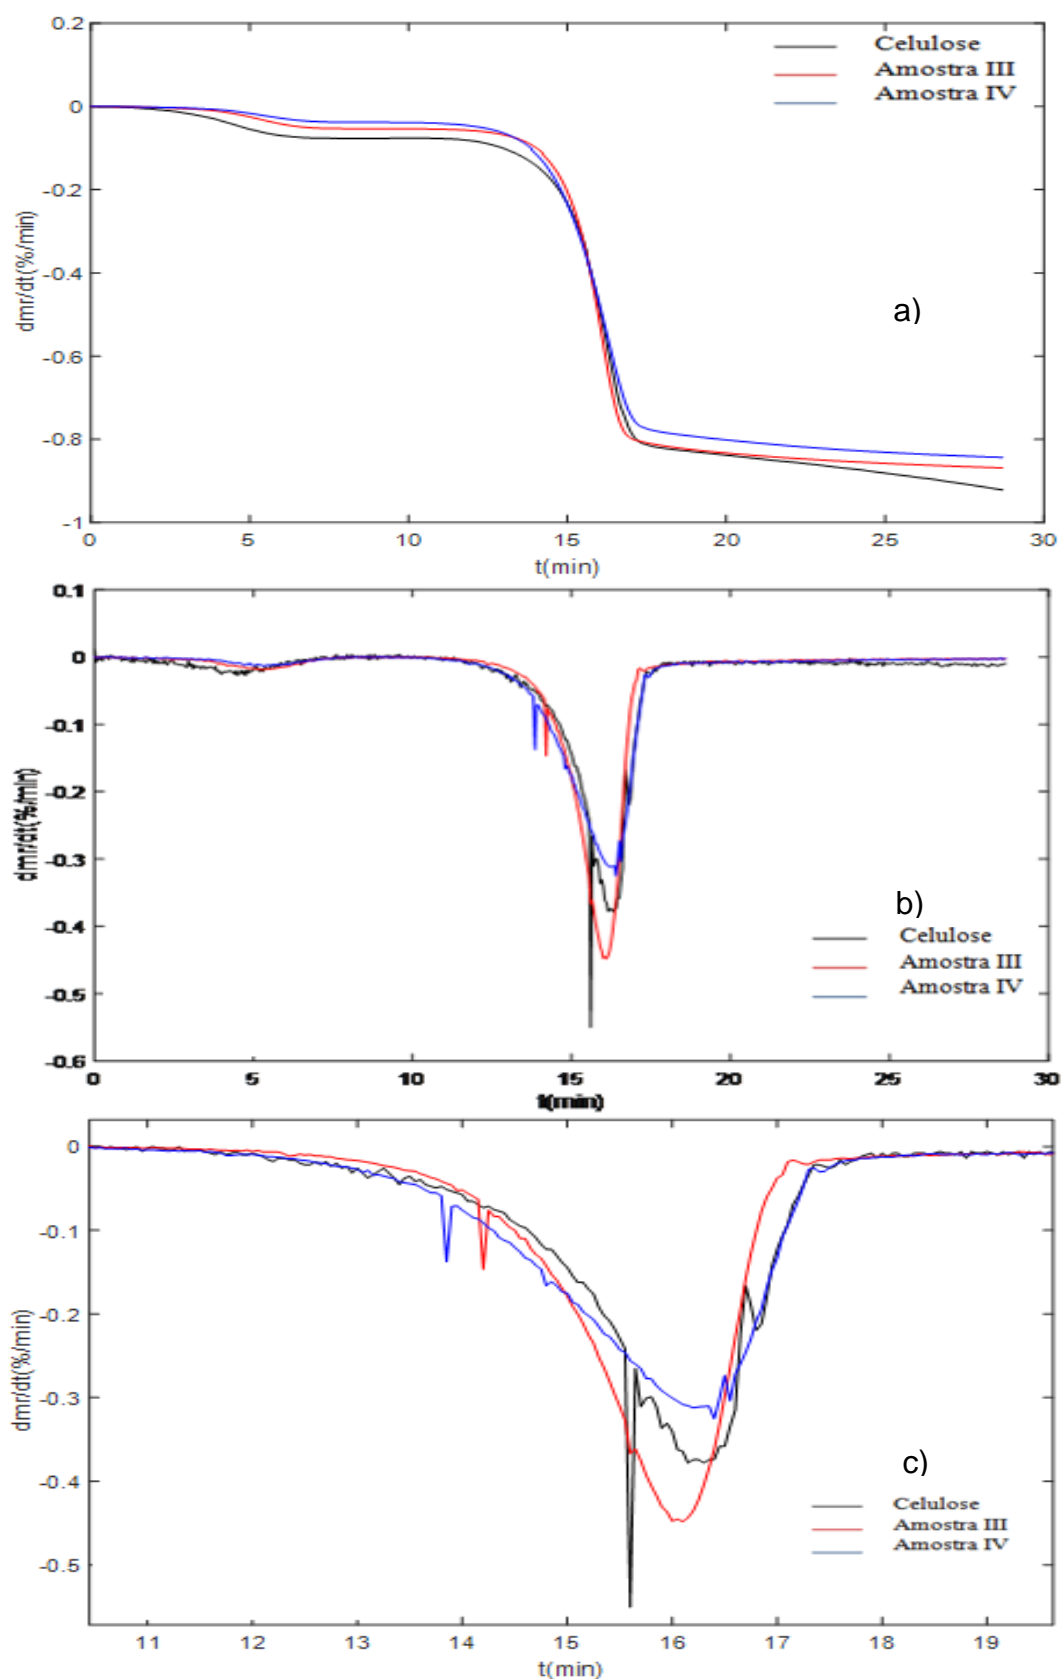 0.2
Celulose
Amostra III
Amostra IV
0
-0.2
dmr/dt(%/min)
-0.4
a)
-0.6
-0.8
-1
0 5 10 15 20 25 30
t(min)
0.1
0
-0.1
-0.2
dmr/dt(%/min)
-0.3
b)
-0.4
Celulose
Amostra III
Amostra IV
-0.5
-0.6
0 5 10 15 20 25 30
t(min)
0
-0.1
-0.2
dmr/dt(%/min)
-0.3
c)
-0.4
Celulose
Amostra III
Amostra IV
-0.5
11 12 13 14 15 16 17 18 19
t(min)